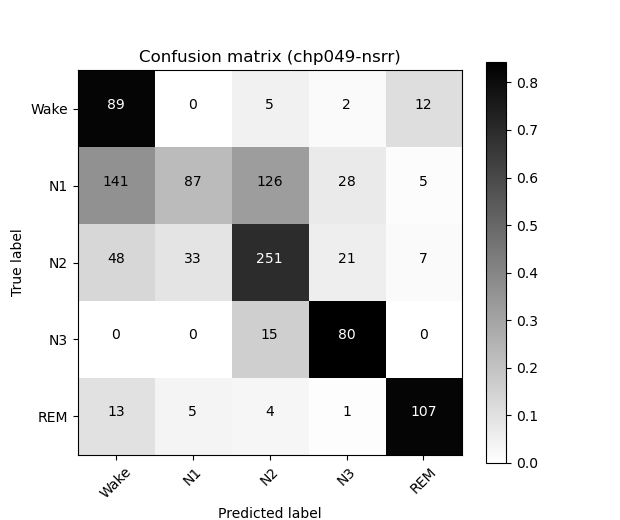 Confusion matrix (chp049-nsrr)
Wake 89 0 5 2 12
N1 141 87 126 28 5
N2 48 33 251 21 7
N3 0 0 15 80 0
REM 13 5 4 1 107
Wake N1 N2 N3 REM
Predicted label
True label
0.8
0.7
0.6
0.5
0.4
0.3
0.2
0.1
0.0